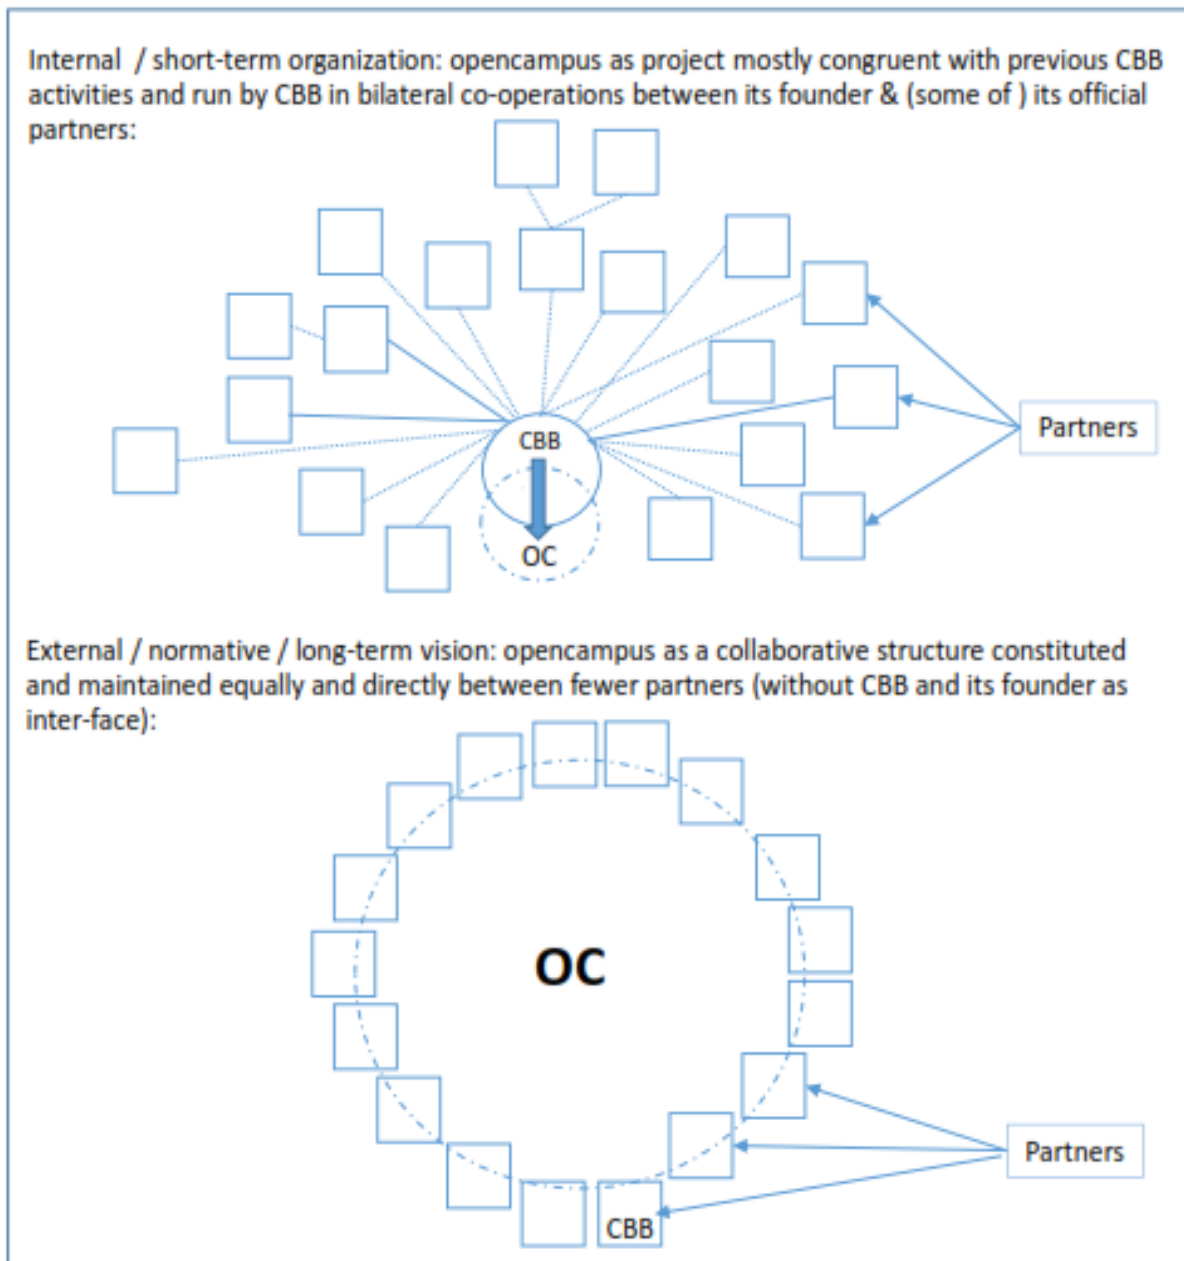 Internal / short-term organization: opencampus as project mostly congruent with previous CBB
activities and run by CBB in bilateral co-operations between its founder & (some of ) its official
partners:
CBB
Partners
OC
External / normative / long-term vision: opencampus as a collaborative structure constituted
and maintained equally and directly between fewer partners (without CBB and its founder as
inter-face):
OC
Partners
CBB